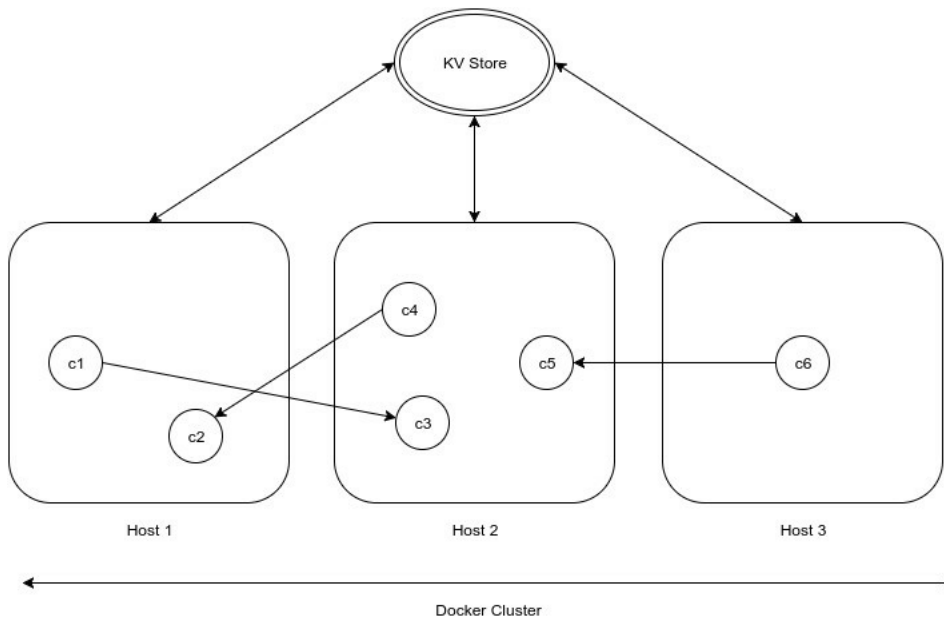 KV Store
c4
c1
c5
c6
c3
c2
Host 1
Host 2
Host 3
Docker Cluster